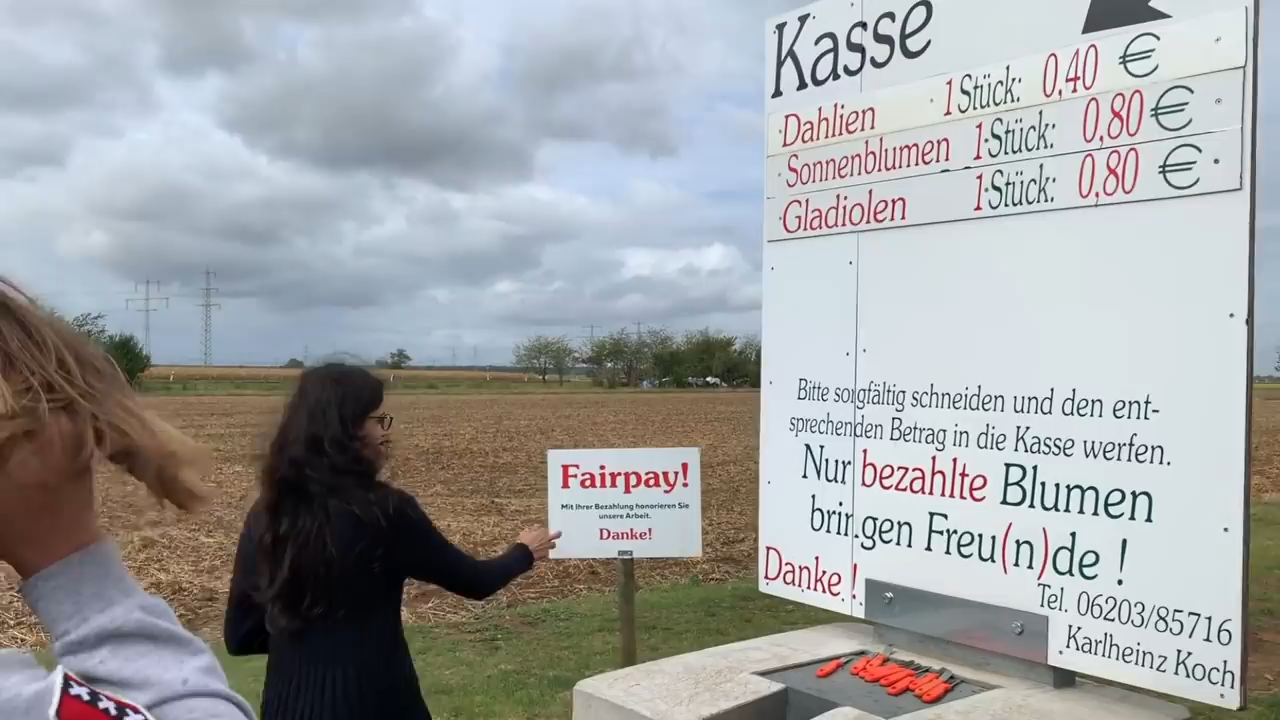 Kasse
Dahlien 1 Stück: 0,40 €
Sonnenblumen 1 Stück: 0,80 €
Gladiolen 1 Stück: 0,80 €
Bitte sorgfältig schneiden und den ent-
sprechenden Betrag in die Kasse werfen.
Nur bezahlte Blumen
bringen Freu(n)de !
Danke !
Tel. 06203/85716
Karlheinz Koch
Fairpay!
Mit Ihrer Bezahlung honorieren Sie
unsere Arbeit.
Danke!